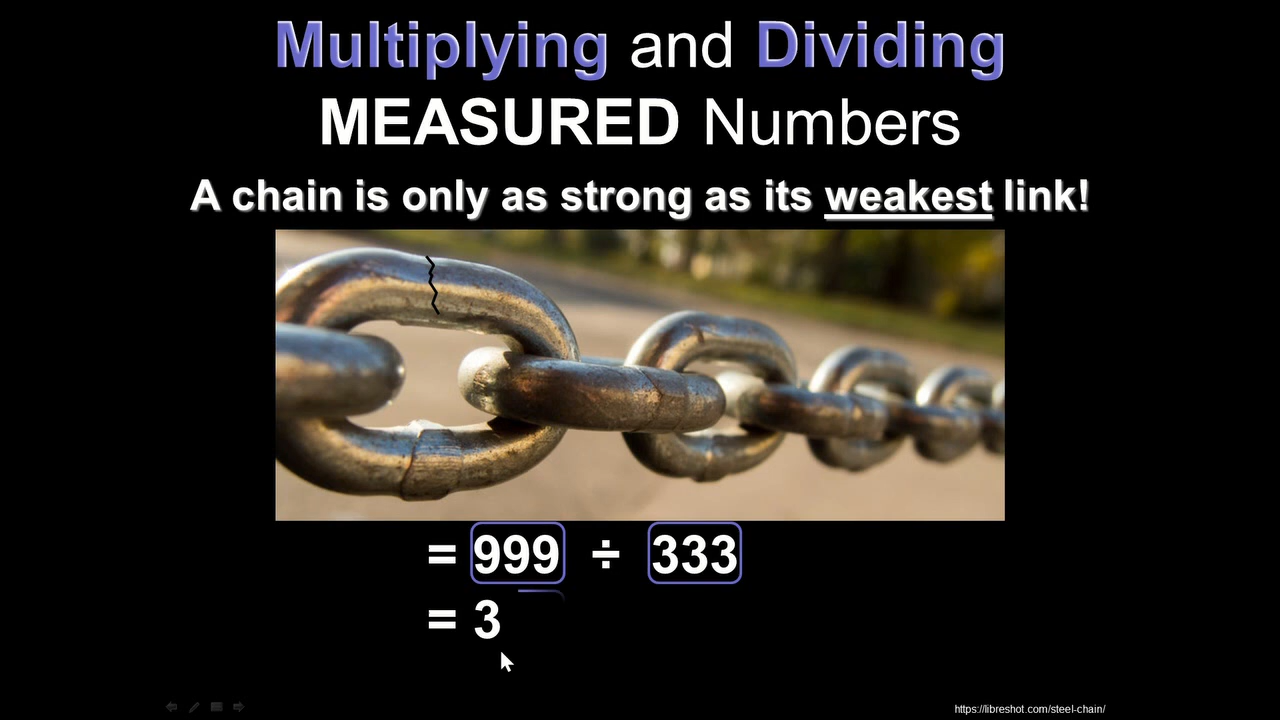 Multiplying and Dividing
MEASURED Numbers
A chain is only as strong as its weakest link!
= 999 ÷ 333
= 3
https://libreshot.com/steel-chain/